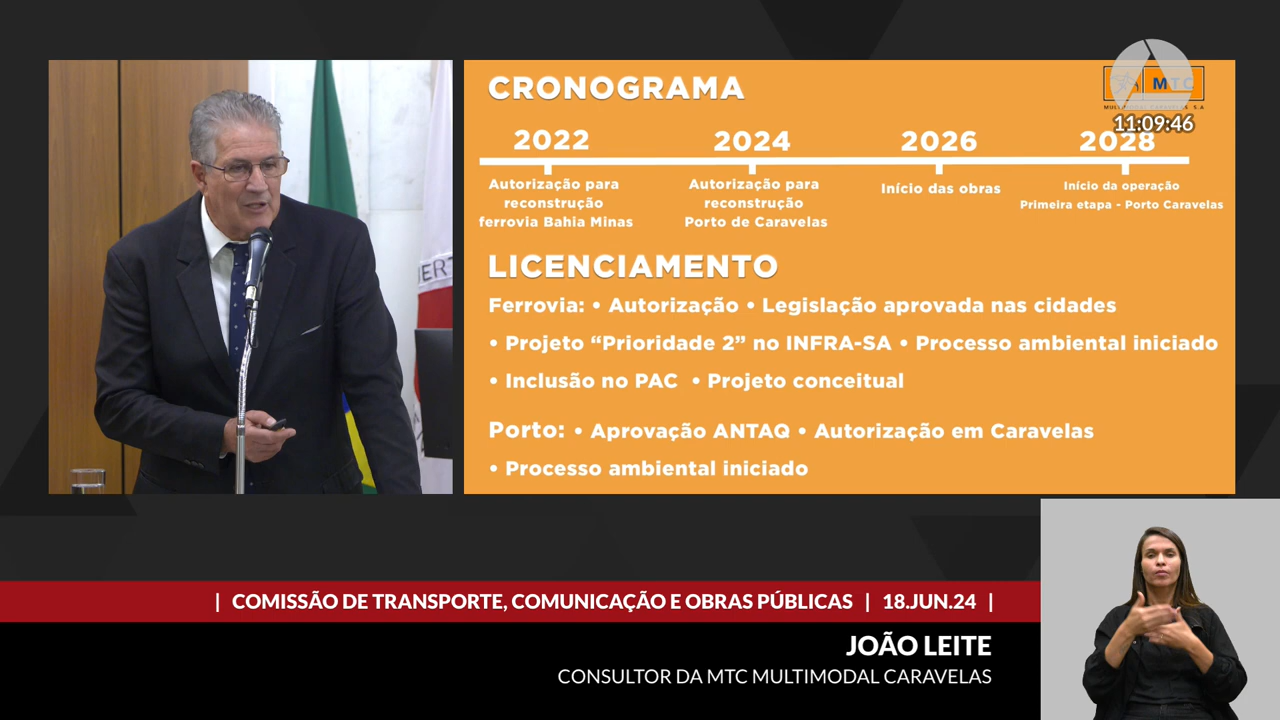 CRONOGRAMA
MTC
MULTIMODAL CARAVELAS S.A
11:09:46
2022
2024
2026
2028
Autorização para
reconstrução
ferrovia Bahia Minas
Autorização para
reconstrução
Porto de Caravelas
Início das obras
Início da operação
Primeira etapa - Porto Caravelas
LICENCIAMENTO
Ferrovia: • Autorização • Legislação aprovada nas cidades
• Projeto “Prioridade 2” no INFRA-SA • Processo ambiental iniciado
• Inclusão no PAC • Projeto conceitual
Porto: • Aprovação ANTAQ • Autorização em Caravelas
• Processo ambiental iniciado
| COMISSÃO DE TRANSPORTE, COMUNICAÇÃO E OBRAS PÚBLICAS | 18.JUN.24 |
JOÃO LEITE
CONSULTOR DA MTC MULTIMODAL CARAVELAS